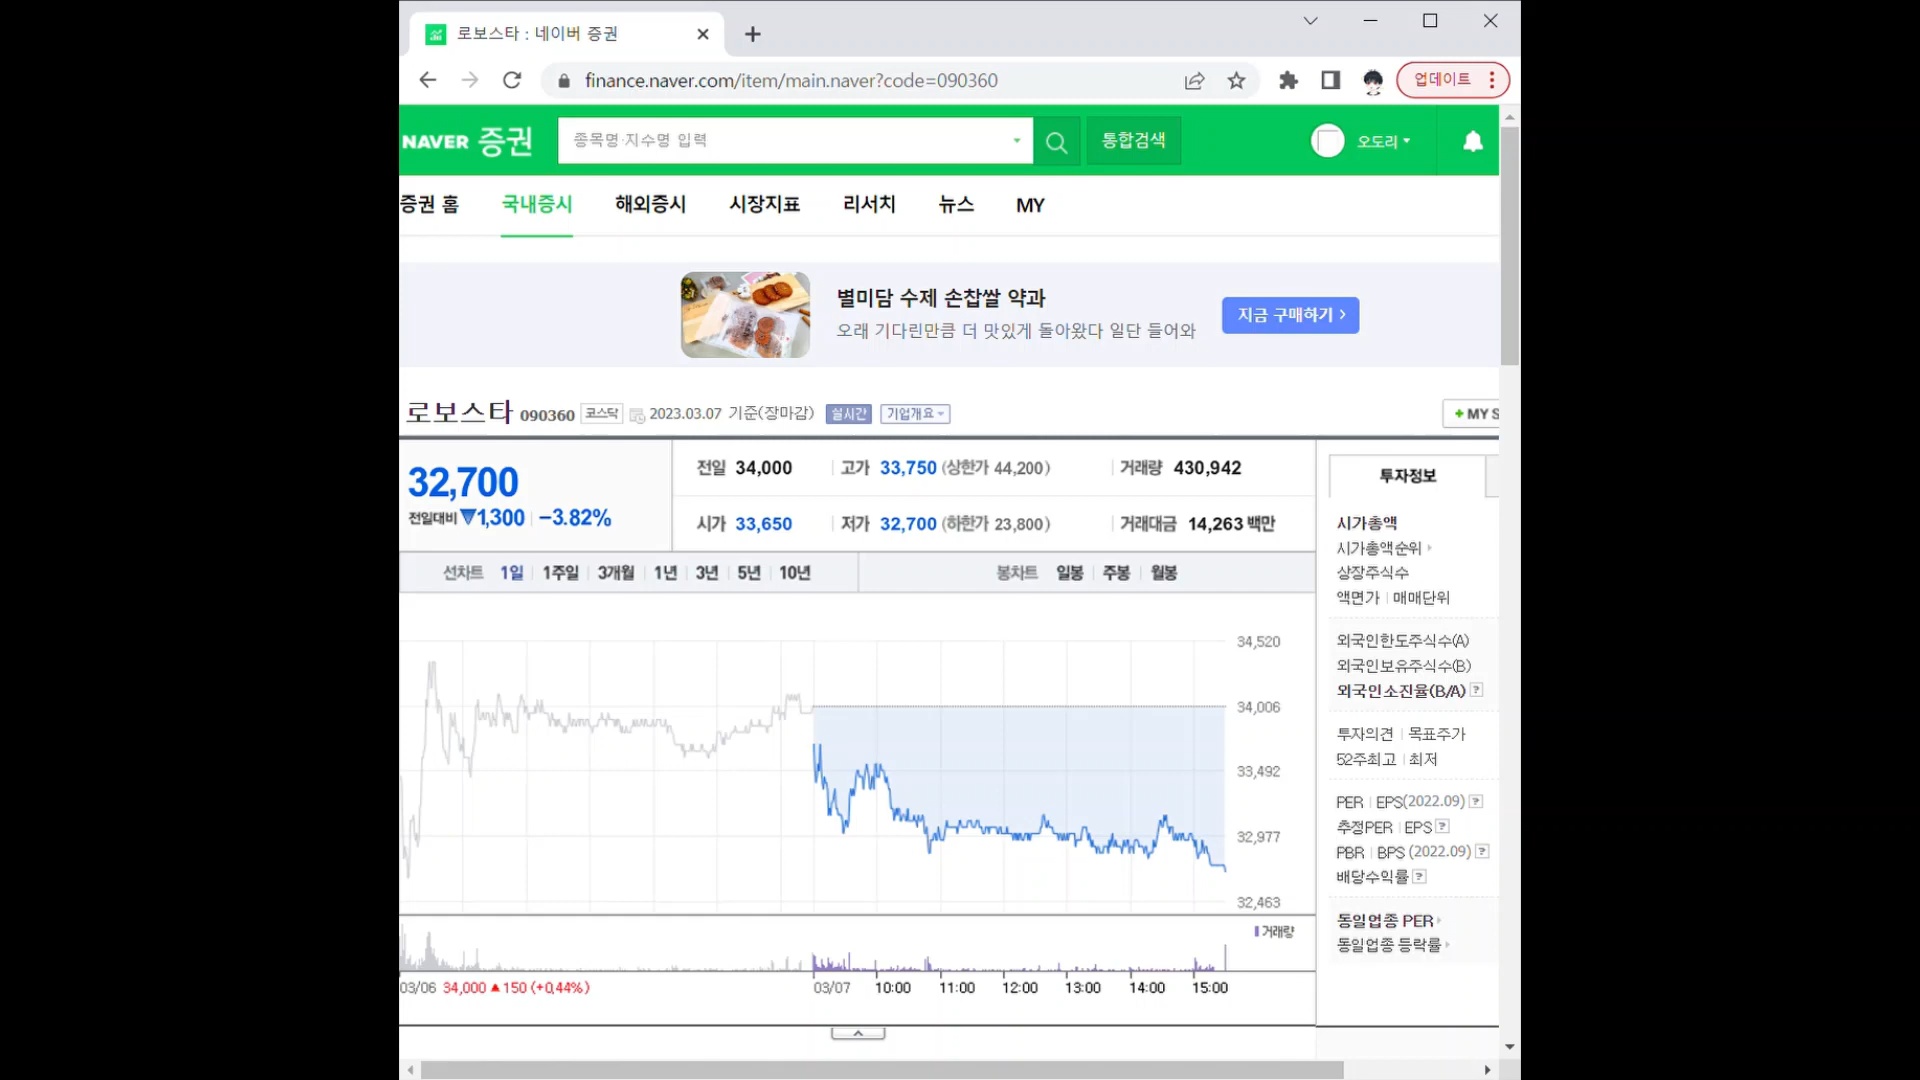 로보스타 : 네이버 증권
finance.naver.com/item/main.naver?code=090360
업데이트
NAVER 증권
종목명·지수명 입력
통합검색
오도리
증권 홈
국내증시
해외증시
시장지표
리서치
뉴스
MY
별미담 수제 손찹쌀 약과
오래 기다린만큼 더 맛있게 돌아왔다 일단 들어와
지금 구매하기
로보스타 090360 코스닥 2023.03.07 기준(장마감) 실시간 기업개요
+ MY S
32,700
전일대비 ▼1,300 -3.82%
전일 34,000 고가 33,750 (상한가 44,200) 거래량 430,942
시가 33,650 저가 32,700 (하한가 23,800) 거래대금 14,263 백만
선차트 1일 1주일 3개월 1년 3년 5년 10년
봉차트 일봉 주봉 월봉
34,520
34,006
33,492
32,977
32,463
거래량
03/06 34,000 ▲150 (+0.44%)
03/07 10:00 11:00 12:00 13:00 14:00 15:00
투자정보
시가총액
시가총액순위
상장주식수
액면가 | 매매단위
외국인한도주식수(A)
외국인보유주식수(B)
외국인소진율(B/A) ?
투자의견 | 목표주가
52주최고 | 최저
PER | EPS(2022.09) ?
추정PER | EPS ?
PBR | BPS (2022.09) ?
배당수익률 ?
동일업종 PER
동일업종 등락률